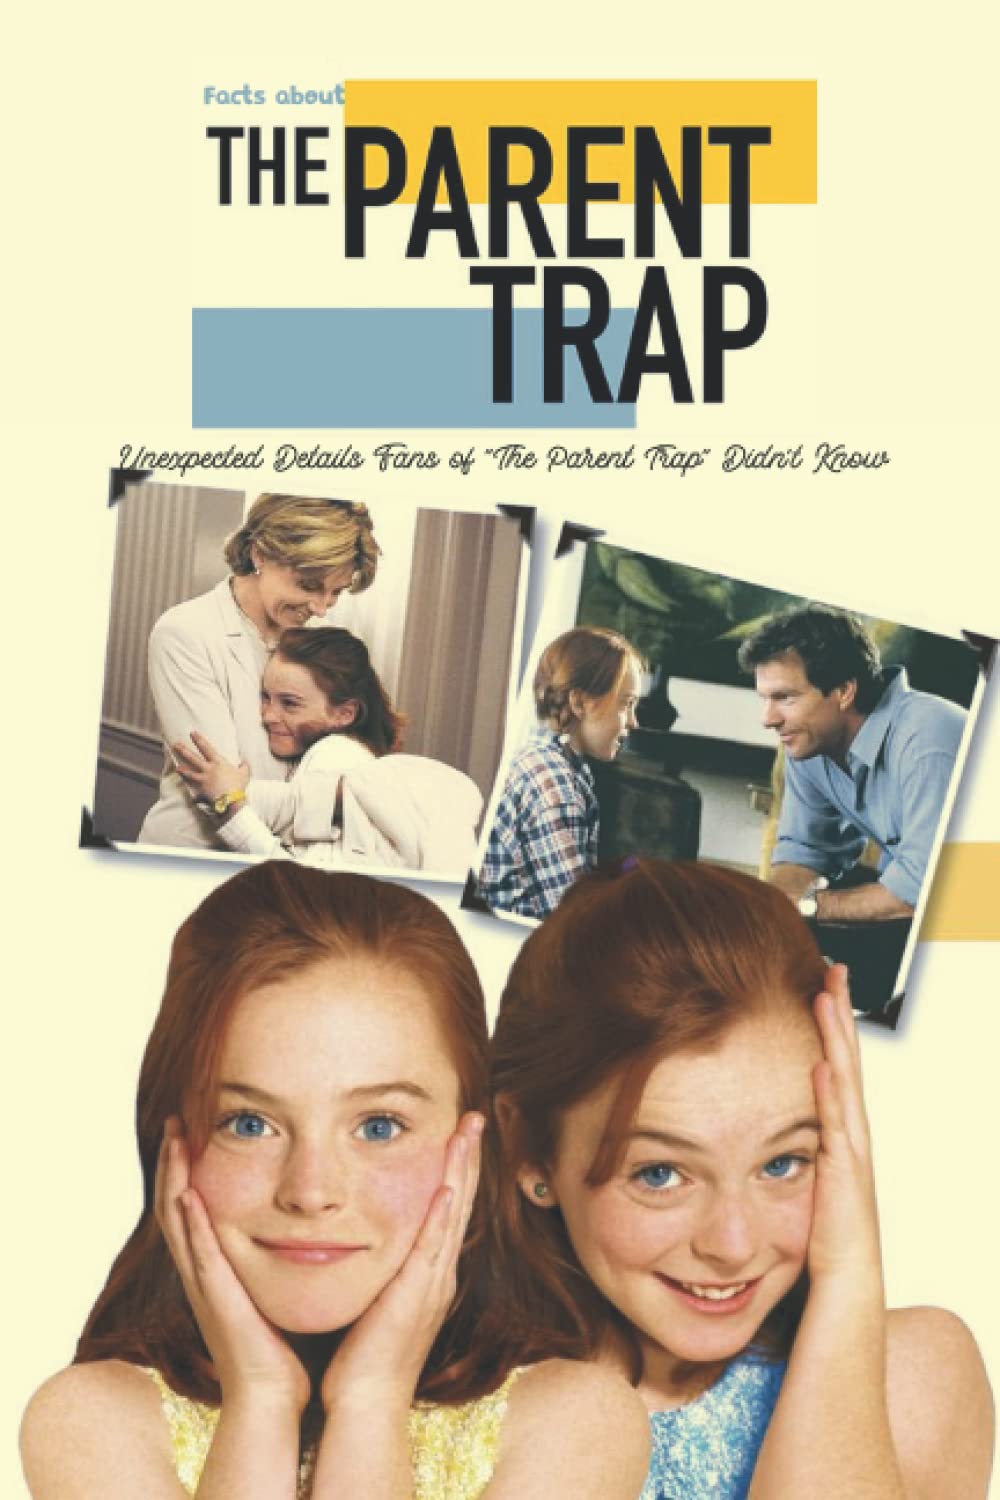 Facts about
THE PARENT
TRAP
Unexpected Details Fans of "The Parent Trap" Didn't Know